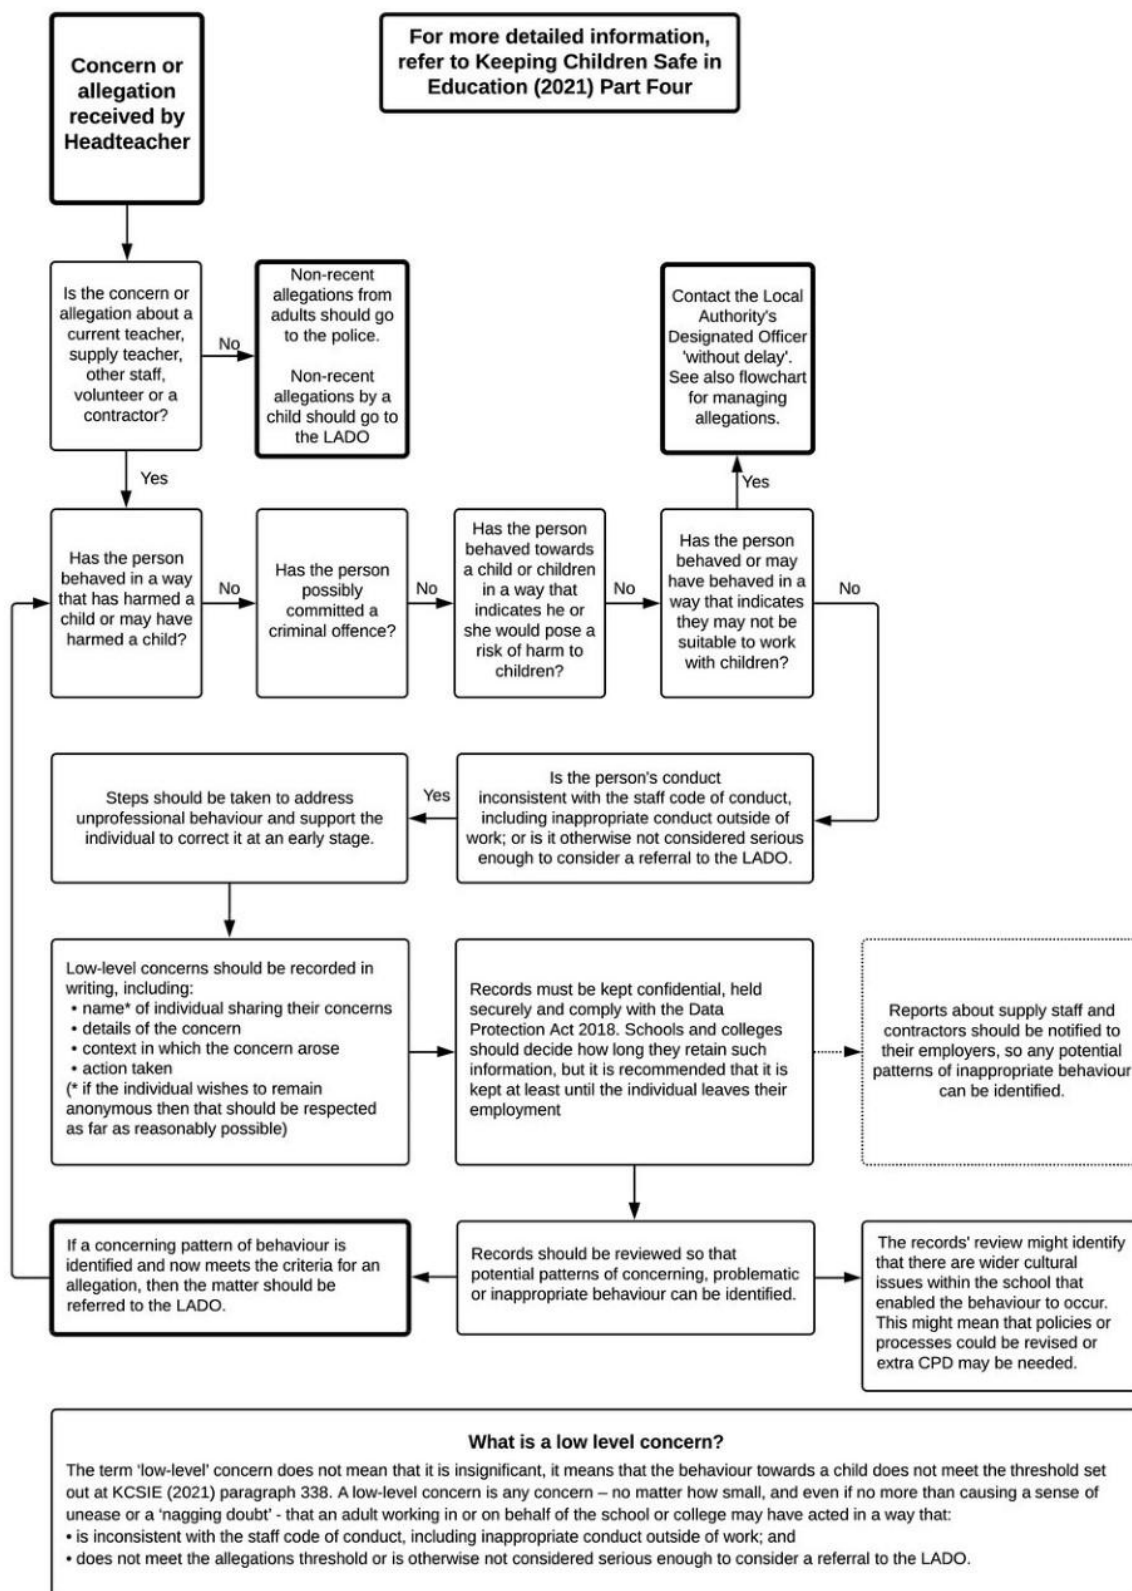 Concern or
allegation
received by
Headteacher
For more detailed information,
refer to Keeping Children Safe in
Education (2021) Part Four
Is the concern or
allegation about a
current teacher,
supply teacher,
other staff,
volunteer or a
contractor?
No
Non-recent
allegations from
adults should go
to the police.
Non-recent
allegations by a
child should go to
the LADO
Contact the Local
Authority's
Designated Officer
'without delay'.
See also flowchart
for managing
allegations.
Yes
Yes
Has the person
behaved in a way
that has harmed a
child or may have
harmed a child?
No
Has the person
possibly
committed a
criminal offence?
No
Has the person
behaved towards
a child or children
in a way that
indicates he or
she would pose a
risk of harm to
children?
No
Has the person
behaved or may
have behaved in a
way that indicates
they may not be
suitable to work
with children?
No
Is the person's conduct
inconsistent with the staff code of conduct,
including inappropriate conduct outside of
work; or is it otherwise not considered serious
enough to consider a referral to the LADO.
Yes
Steps should be taken to address
unprofessional behaviour and support the
individual to correct it at an early stage.
Low-level concerns should be recorded in
writing, including:
• name* of individual sharing their concerns
• details of the concern
• context in which the concern arose
• action taken
(* if the individual wishes to remain
anonymous then that should be respected
as far as reasonably possible)
Records must be kept confidential, held
securely and comply with the Data
Protection Act 2018. Schools and colleges
should decide how long they retain such
information, but it is recommended that it is
kept at least until the individual leaves their
employment
Reports about supply staff and
contractors should be notified to
their employers, so any potential
patterns of inappropriate behaviour
can be identified.
If a concerning pattern of behaviour is
identified and now meets the criteria for an
allegation, then the matter should be
referred to the LADO.
Records should be reviewed so that
potential patterns of concerning, problematic
or inappropriate behaviour can be identified.
The records' review might identify
that there are wider cultural
issues within the school that
enabled the behaviour to occur.
This might mean that policies or
processes could be revised or
extra CPD may be needed.
What is a low level concern?
The term 'low-level' concern does not mean that it is insignificant, it means that the behaviour towards a child does not meet the threshold set
out at KCSIE (2021) paragraph 338. A low-level concern is any concern – no matter how small, and even if no more than causing a sense of
unease or a 'nagging doubt' - that an adult working in or on behalf of the school or college may have acted in a way that:
• is inconsistent with the staff code of conduct, including inappropriate conduct outside of work; and
• does not meet the allegations threshold or is otherwise not considered serious enough to consider a referral to the LADO.